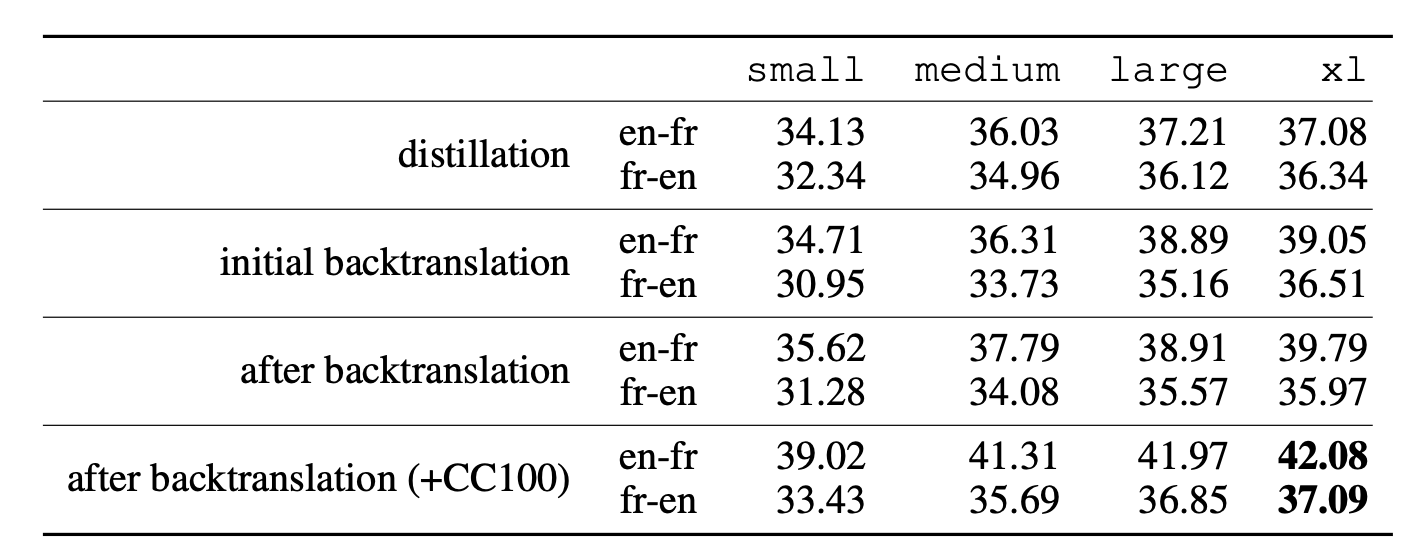 small medium large xl
distillation en-fr 34.13 36.03 37.21 37.08
fr-en 32.34 34.96 36.12 36.34
initial backtranslation en-fr 34.71 36.31 38.89 39.05
fr-en 30.95 33.73 35.16 36.51
after backtranslation en-fr 35.62 37.79 38.91 39.79
fr-en 31.28 34.08 35.57 35.97
after backtranslation (+CC100) en-fr 39.02 41.31 41.97 42.08
fr-en 33.43 35.69 36.85 37.09